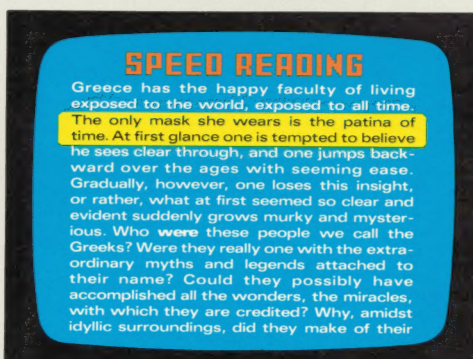 SPEED READING
Greece has the happy faculty of living
exposed to the world, exposed to all time.
The only mask she wears is the patina of
time. At first glance one is tempted to believe
he sees clear through, and one jumps back-
ward over the ages with seeming ease.
Gradually, however, one loses this insight,
or rather, what at first seemed so clear and
evident suddenly grows murky and myster-
ious. Who were these people we call the
Greeks? Were they really one with the extra-
ordinary myths and legends attached to
their name? Could they possibly have
accomplished all the wonders, the miracles,
with which they are credited? Why, amidst
idyllic surroundings, did they make of their